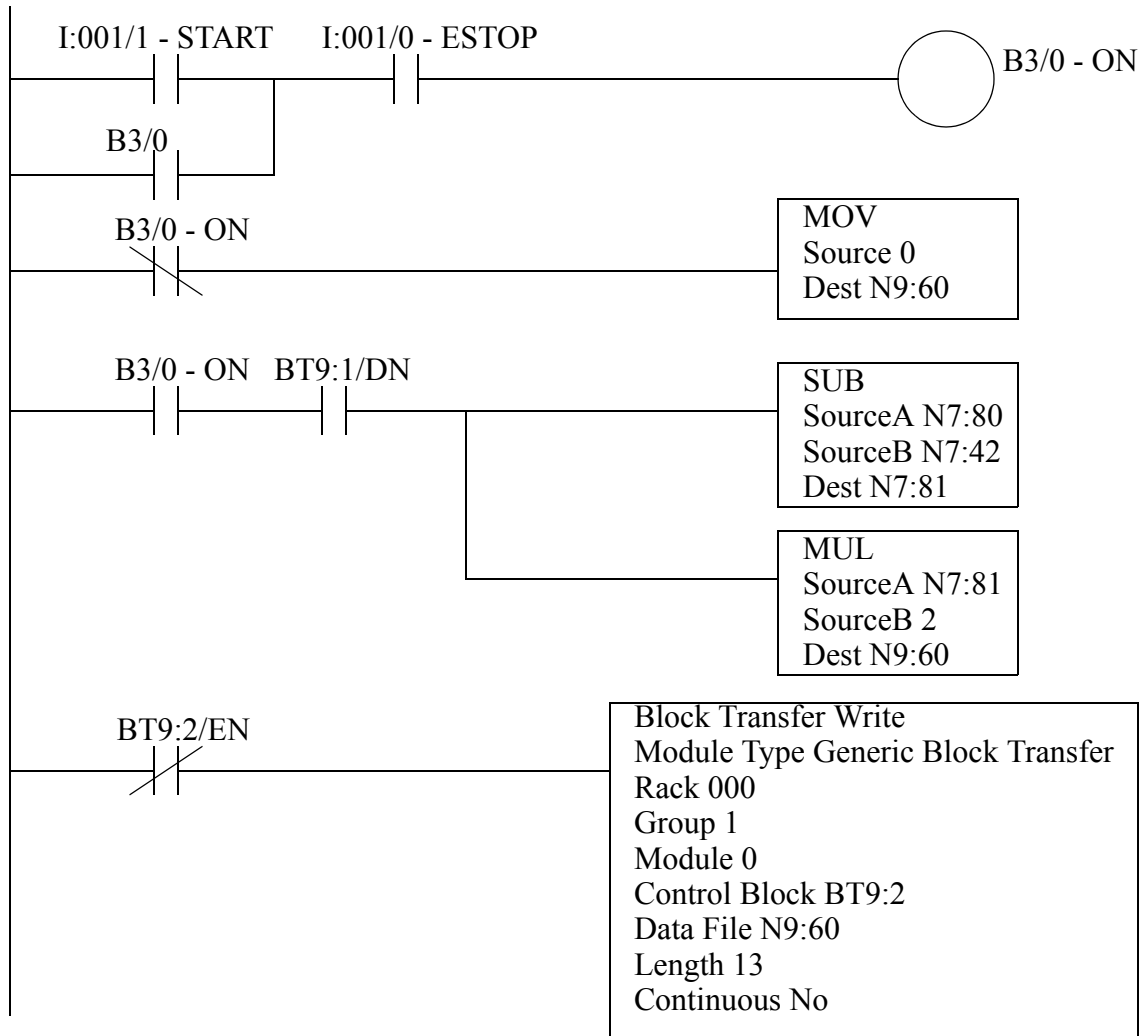 I:001/1 - START I:001/0 - ESTOP
B3/0 - ON
B3/0
B3/0 - ON
MOV
Source 0
Dest N9:60
B3/0 - ON BT9:1/DN
SUB
SourceA N7:80
SourceB N7:42
Dest N7:81
MUL
SourceA N7:81
SourceB 2
Dest N9:60
BT9:2/EN
Block Transfer Write
Module Type Generic Block Transfer
Rack 000
Group 1
Module 0
Control Block BT9:2
Data File N9:60
Length 13
Continuous No